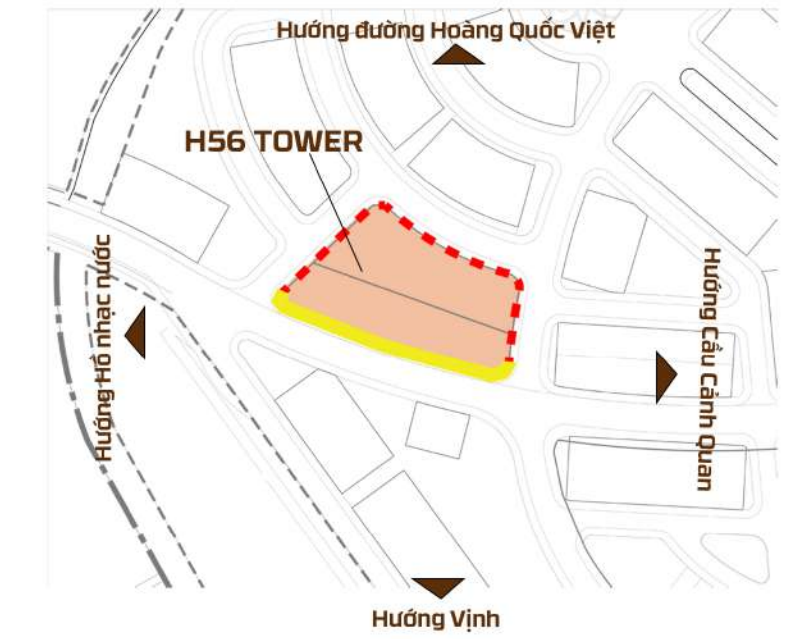 Hướng đường Hoàng Quốc Việt
H56 TOWER
Hướng Hồ nhạc nước
Hướng Cầu Cảnh Quan
Hướng Vịnh